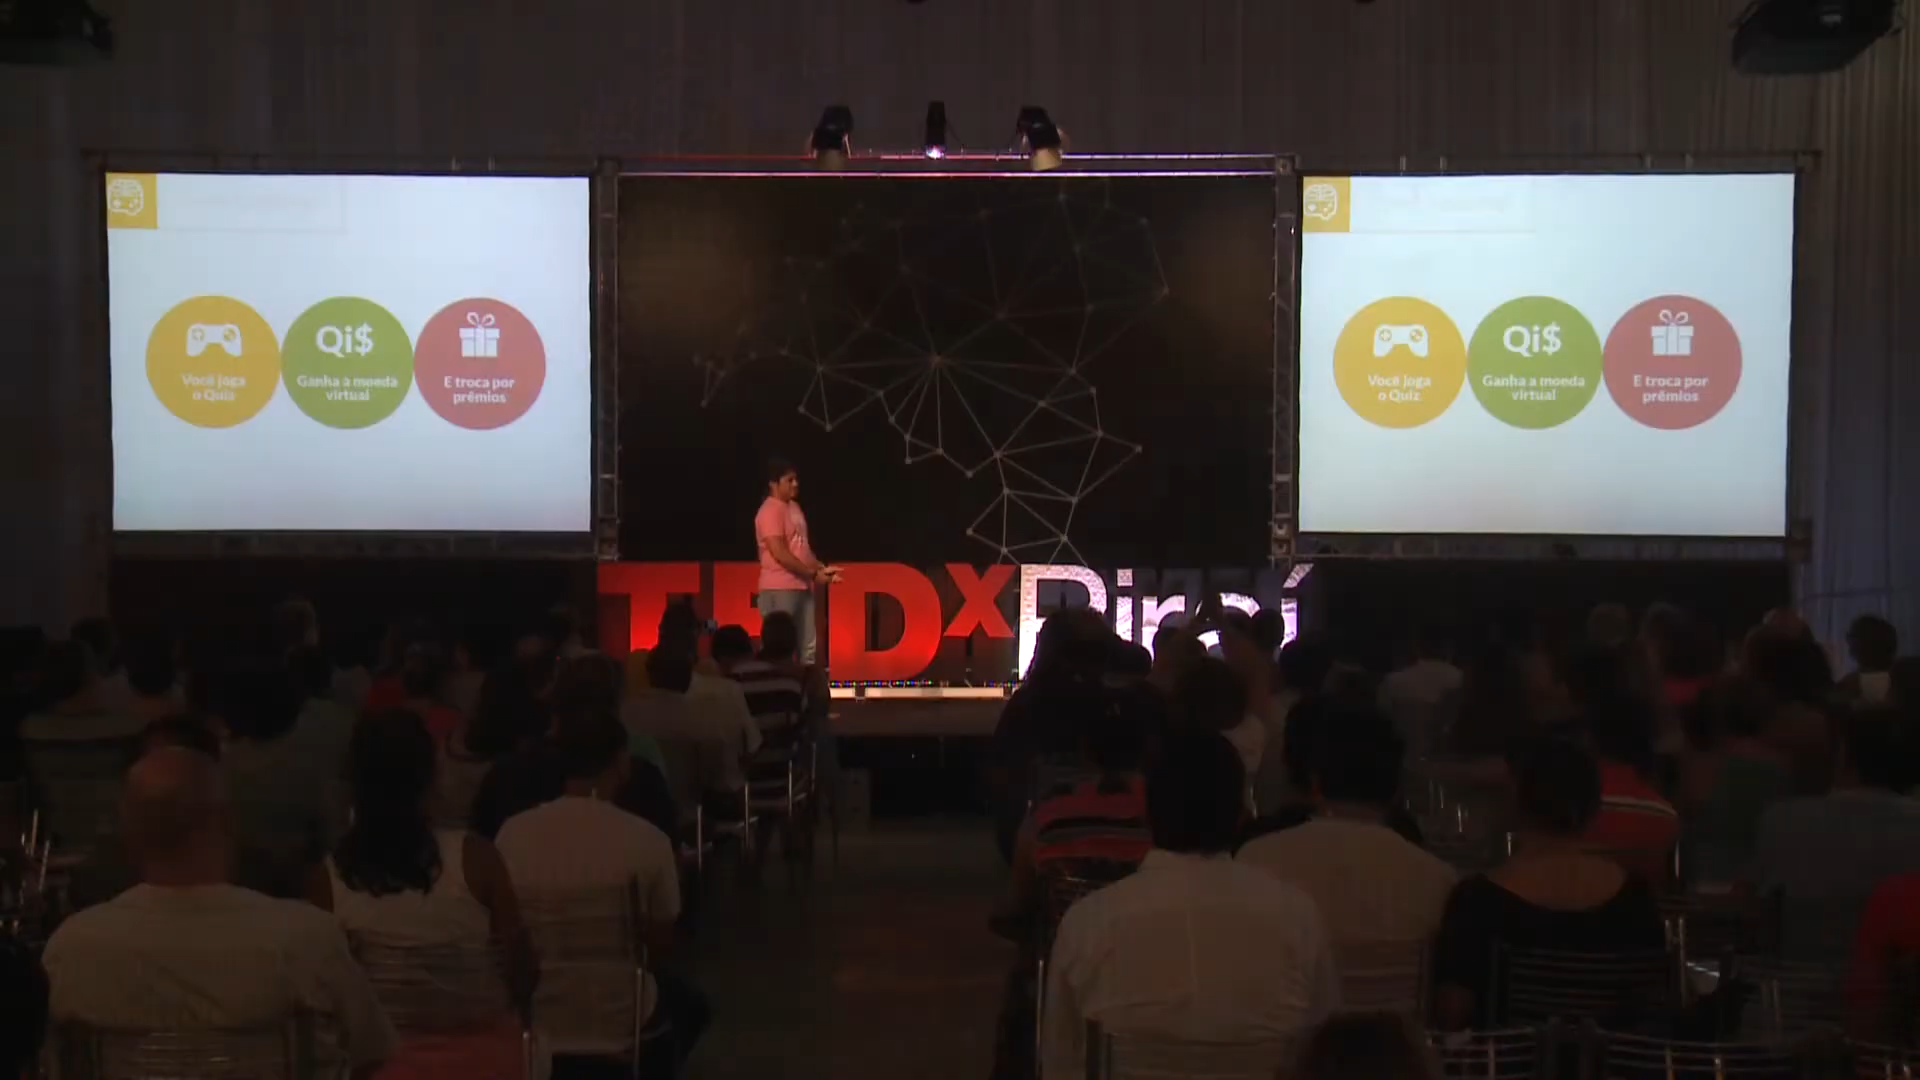 Você joga
o Quiz
Qi$
Ganha a moeda
virtual
E troca por
prêmios
Você joga
o Quiz
Qi$
Ganha a moeda
virtual
E troca por
prêmios
TEDx Piraí